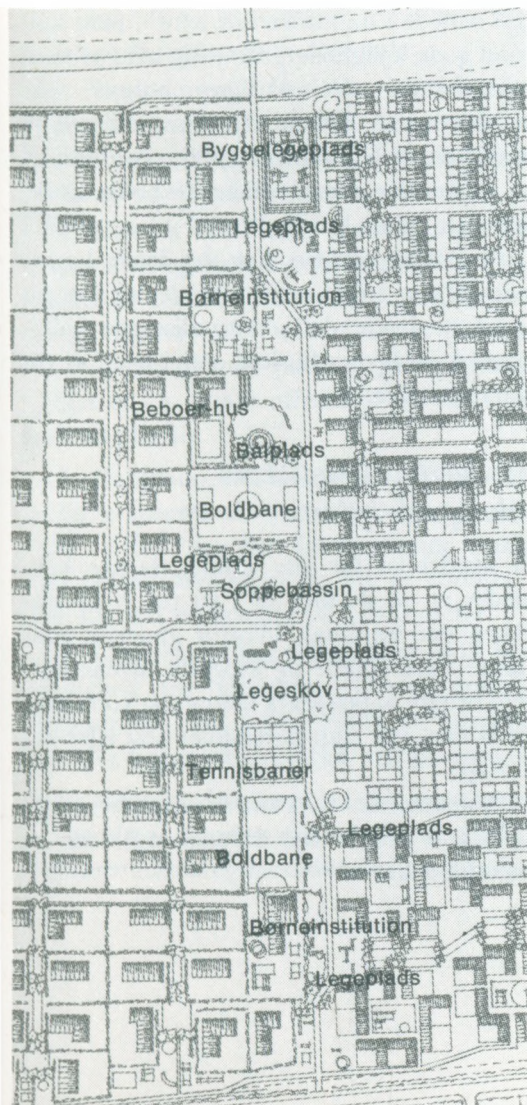 Byggelegeplads
Legeplads
Børneinstitution
Beboer-hus
Bålplads
Boldbane
Legeplads
Soppebassin
Legeplads
Legeskov
Tennisbaner
Legeplads
Boldbane
Børneinstitution
Legeplads